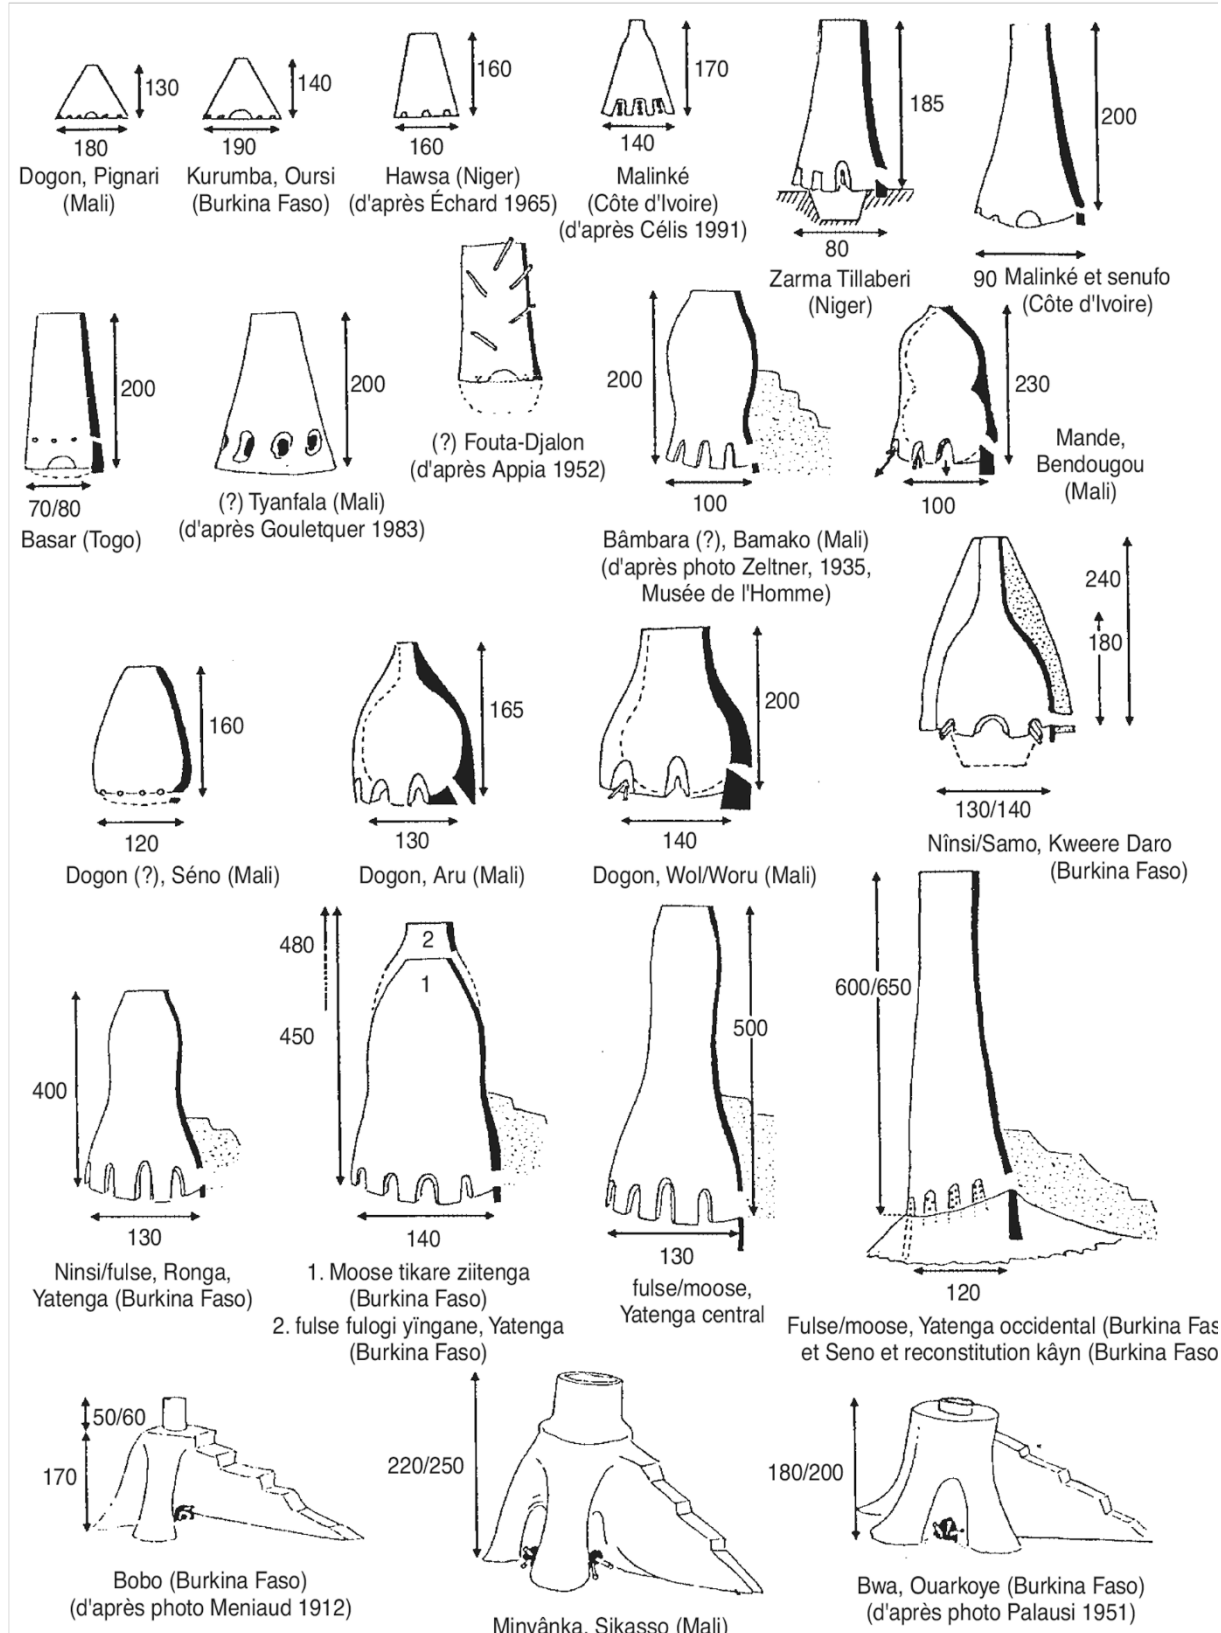 130
180
Dogon, Pignari
(Mali)
140
190
Kurumba, Oursi
(Burkina Faso)
160
160
Hawsa (Niger)
(d'après Échard 1965)
170
140
Malinké
(Côte d'Ivoire)
(d'après Célis 1991)
185
80
Zarma Tillaberi
(Niger)
200
90 Malinké et senufo
(Côte d'Ivoire)
200
70/80
Basar (Togo)
200
(?) Tyanfala (Mali)
(d'après Gouletquer 1983)
(?) Fouta-Djalon
(d'après Appia 1952)
200
100
Bâmbara (?), Bamako (Mali)
(d'après photo Zeltner, 1935,
Musée de l'Homme)
230
100
Mande,
Bendougou
(Mali)
160
120
Dogon (?), Séno (Mali)
165
130
Dogon, Aru (Mali)
200
140
Dogon, Wol/Woru (Mali)
240
180
130/140
Nînsi/Samo, Kweere Daro
(Burkina Faso)
400
130
Ninsi/fulse, Ronga,
Yatenga (Burkina Faso)
480
450
2
1
140
1. Moose tikare ziitenga
(Burkina Faso)
2. fulse fulogi yïngane, Yatenga
(Burkina Faso)
500
130
fulse/moose,
Yatenga central
600/650
120
Fulse/moose, Yatenga occidental (Burkina Fas
et Seno et reconstitution kâyn (Burkina Faso
50/60
170
Bobo (Burkina Faso)
(d'après photo Meniaud 1912)
220/250
Minyânka, Sikasso (Mali)
180/200
Bwa, Ouarkoye (Burkina Faso)
(d'après photo Palausi 1951)